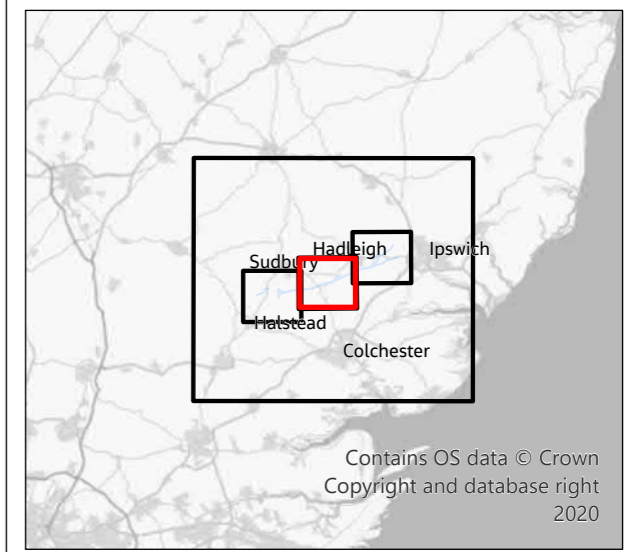 Hadleigh
Ipswich
Sudbury
Halstead
Colchester
Contains OS data © Crown
Copyright and database right
2020